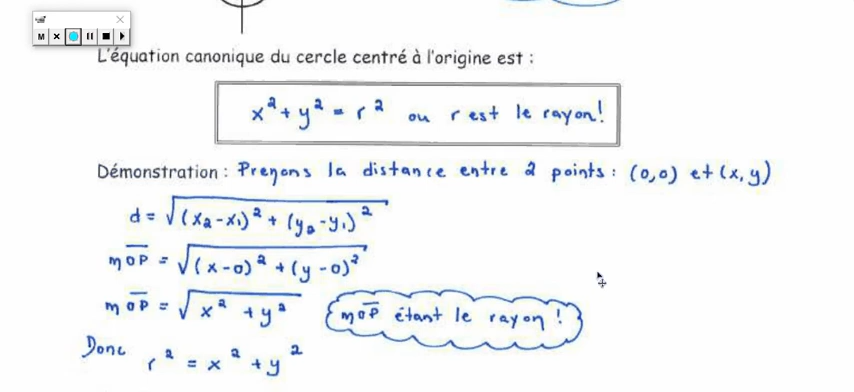 M
L'équation canonique du cercle centré à l'origine est :
x² + y² = r² ou r est le rayon!
Démonstration : Prenons la distance entre 2 points : (0,0) et (x,y)
d = √((x₂-x₁)² + (y₂-y₁)²)
m OP̅ = √((x-0)² + (y-0)²)
m OP̅ = √(x² + y²)
m OP̅ étant le rayon !
Donc
r² = x² + y²